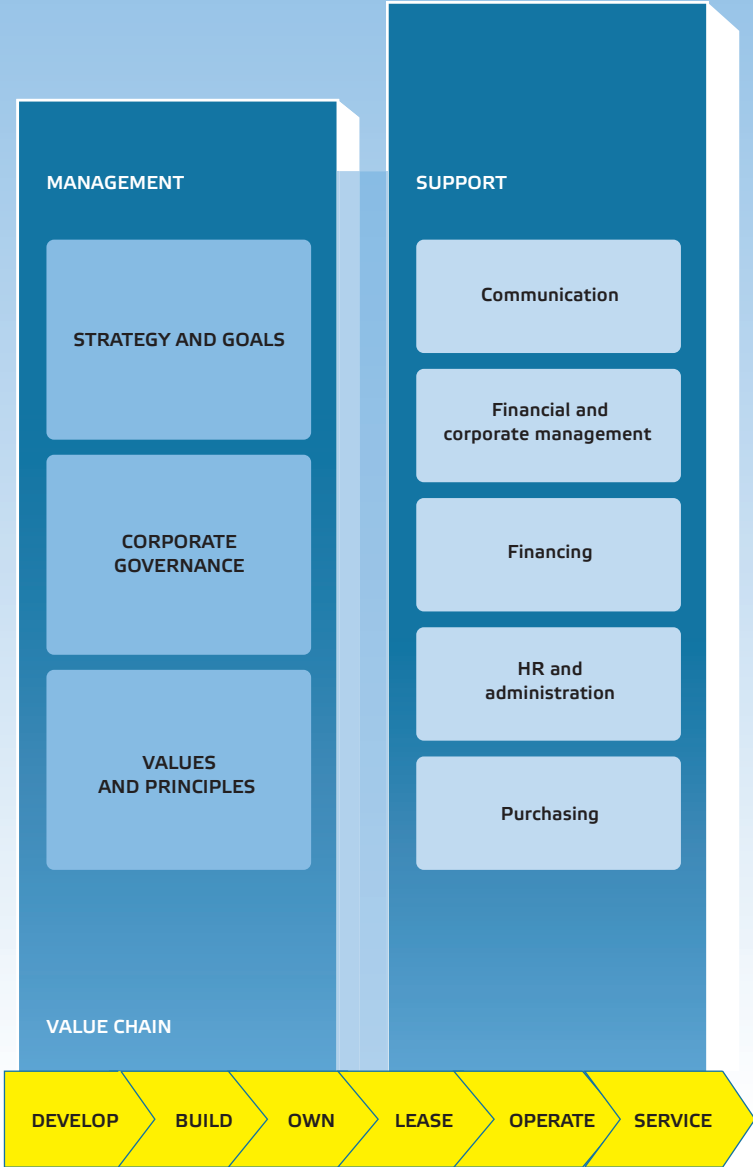 MANAGEMENT
STRATEGY AND GOALS
CORPORATE
GOVERNANCE
VALUES
AND PRINCIPLES
SUPPORT
Communication
Financial and
corporate management
Financing
HR and
administration
Purchasing
VALUE CHAIN
DEVELOP
BUILD
OWN
LEASE
OPERATE
SERVICE